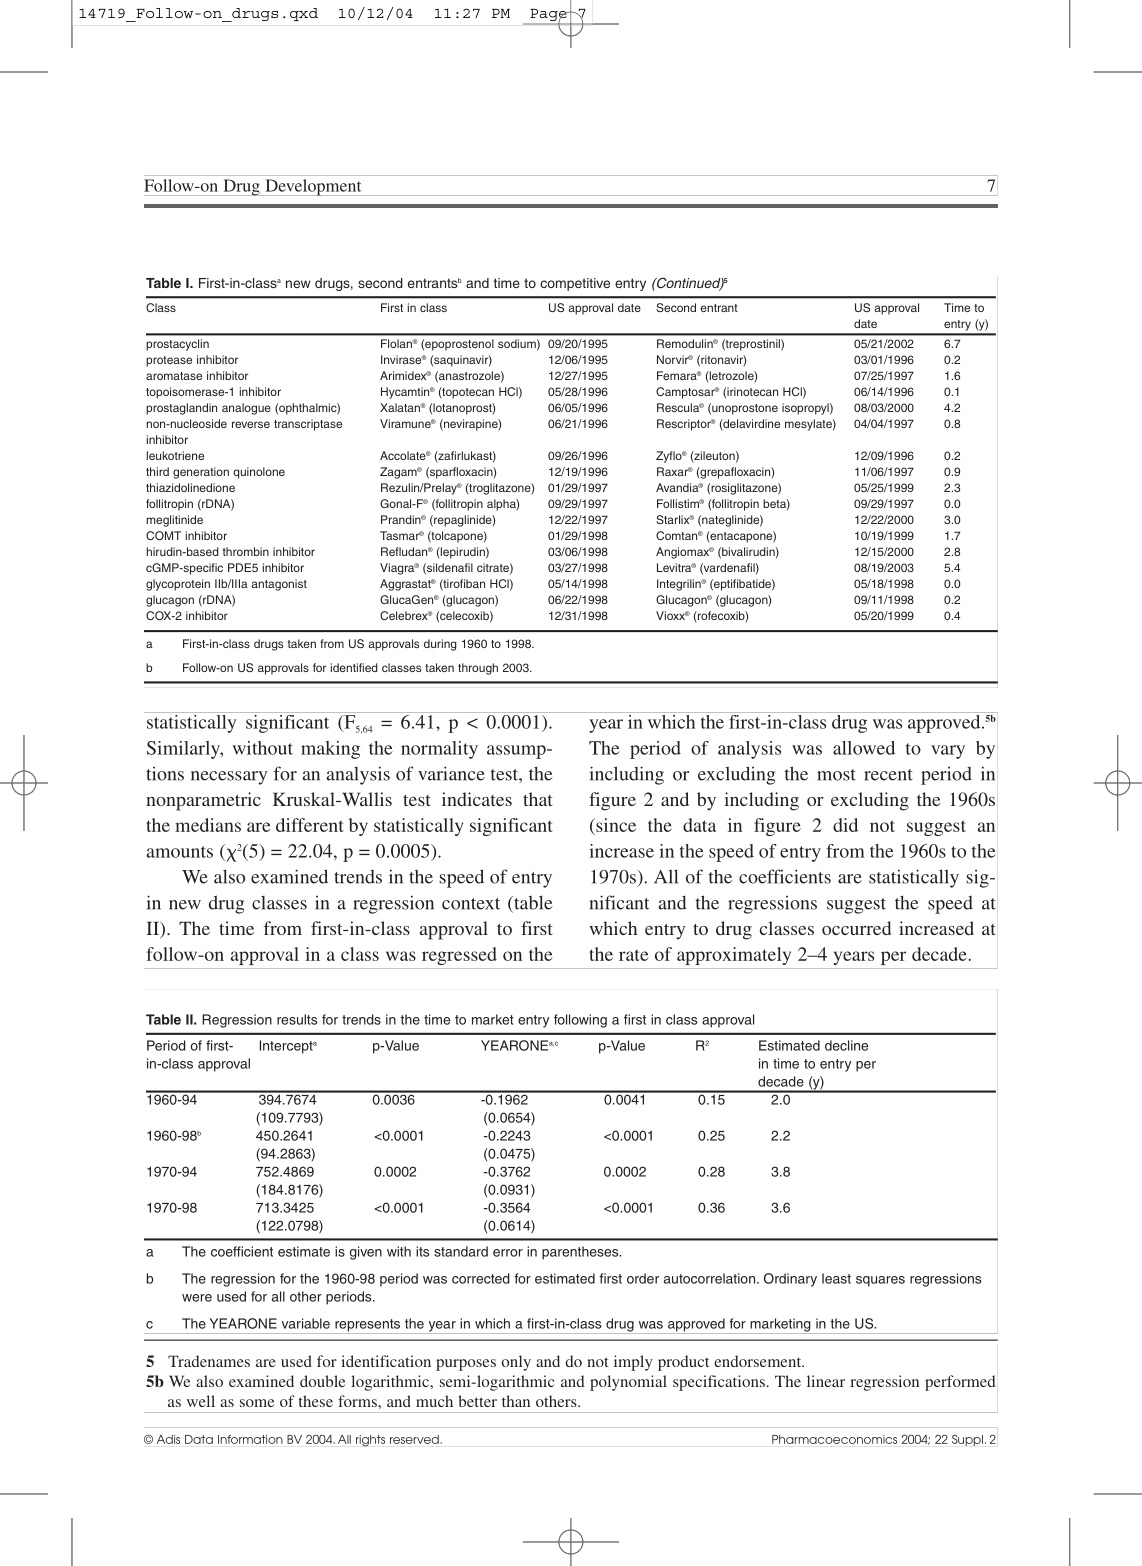 14719_Follow-on_drugs.qxd 10/12/04 11:27 PM Page 7
Follow-on Drug Development 7
Table I. First-in-classa new drugs, second entrantsb and time to competitive entry (Continued)5
Class First in class US approval date Second entrant US approval Time to
date entry (y)
prostacyclin Flolan® (epoprostenol sodium) 09/20/1995 Remodulin® (treprostinil) 05/21/2002 6.7
protease inhibitor Invirase® (saquinavir) 12/06/1995 Norvir® (ritonavir) 03/01/1996 0.2
aromatase inhibitor Arimidex® (anastrozole) 12/27/1995 Femara® (letrozole) 07/25/1997 1.6
topoisomerase-1 inhibitor Hycamtin® (topotecan HCl) 05/28/1996 Camptosar® (irinotecan HCl) 06/14/1996 0.1
prostaglandin analogue (ophthalmic) Xalatan® (lotanoprost) 06/05/1996 Rescula® (unoprostone isopropyl) 08/03/2000 4.2
non-nucleoside reverse transcriptase Viramune® (nevirapine) 06/21/1996 Rescriptor® (delavirdine mesylate) 04/04/1997 0.8
inhibitor
leukotriene Accolate® (zafirlukast) 09/26/1996 Zyflo® (zileuton) 12/09/1996 0.2
third generation quinolone Zagam® (sparfloxacin) 12/19/1996 Raxar® (grepafloxacin) 11/06/1997 0.9
thiazidolinedione Rezulin/Prelay® (troglitazone) 01/29/1997 Avandia® (rosiglitazone) 05/25/1999 2.3
follitropin (rDNA) Gonal-F® (follitropin alpha) 09/29/1997 Follistim® (follitropin beta) 09/29/1997 0.0
meglitinide Prandin® (repaglinide) 12/22/1997 Starlix® (nateglinide) 12/22/2000 3.0
COMT inhibitor Tasmar® (tolcapone) 01/29/1998 Comtan® (entacapone) 10/19/1999 1.7
hirudin-based thrombin inhibitor Refludan® (lepirudin) 03/06/1998 Angiomax® (bivalirudin) 12/15/2000 2.8
cGMP-specific PDE5 inhibitor Viagra® (sildenafil citrate) 03/27/1998 Levitra® (vardenafil) 08/19/2003 5.4
glycoprotein IIb/IIIa antagonist Aggrastat® (tirofiban HCl) 05/14/1998 Integrilin® (eptifibatide) 05/18/1998 0.0
glucagon (rDNA) GlucaGen® (glucagon) 06/22/1998 Glucagon® (glucagon) 09/11/1998 0.2
COX-2 inhibitor Celebrex® (celecoxib) 12/31/1998 Vioxx® (rofecoxib) 05/20/1999 0.4
a First-in-class drugs taken from US approvals during 1960 to 1998.
b Follow-on US approvals for identified classes taken through 2003.
statistically significant (F5,64 = 6.41, p < 0.0001).
Similarly, without making the normality assump-
tions necessary for an analysis of variance test, the
nonparametric Kruskal-Wallis test indicates that
the medians are different by statistically significant
amounts (χ²(5) = 22.04, p = 0.0005).
We also examined trends in the speed of entry
in new drug classes in a regression context (table
II). The time from first-in-class approval to first
follow-on approval in a class was regressed on the
year in which the first-in-class drug was approved.5b
The period of analysis was allowed to vary by
including or excluding the most recent period in
figure 2 and by including or excluding the 1960s
(since the data in figure 2 did not suggest an
increase in the speed of entry from the 1960s to the
1970s). All of the coefficients are statistically sig-
nificant and the regressions suggest the speed at
which entry to drug classes occurred increased at
the rate of approximately 2–4 years per decade.
Table II. Regression results for trends in the time to market entry following a first in class approval
Period of first- Intercepta p-Value YEARONEa,c p-Value R² Estimated decline
in-class approval in time to entry per
decade (y)
1960-94 394.7674 0.0036 -0.1962 0.0041 0.15 2.0
(109.7793) (0.0654)
1960-98b 450.2641 <0.0001 -0.2243 <0.0001 0.25 2.2
(94.2863) (0.0475)
1970-94 752.4869 0.0002 -0.3762 0.0002 0.28 3.8
(184.8176) (0.0931)
1970-98 713.3425 <0.0001 -0.3564 <0.0001 0.36 3.6
(122.0798) (0.0614)
a The coefficient estimate is given with its standard error in parentheses.
b The regression for the 1960-98 period was corrected for estimated first order autocorrelation. Ordinary least squares regressions
were used for all other periods.
c The YEARONE variable represents the year in which a first-in-class drug was approved for marketing in the US.
5 Tradenames are used for identification purposes only and do not imply product endorsement.
5b We also examined double logarithmic, semi-logarithmic and polynomial specifications. The linear regression performed
as well as some of these forms, and much better than others.
© Adis Data Information BV 2004. All rights reserved. Pharmacoeconomics 2004; 22 Suppl. 2